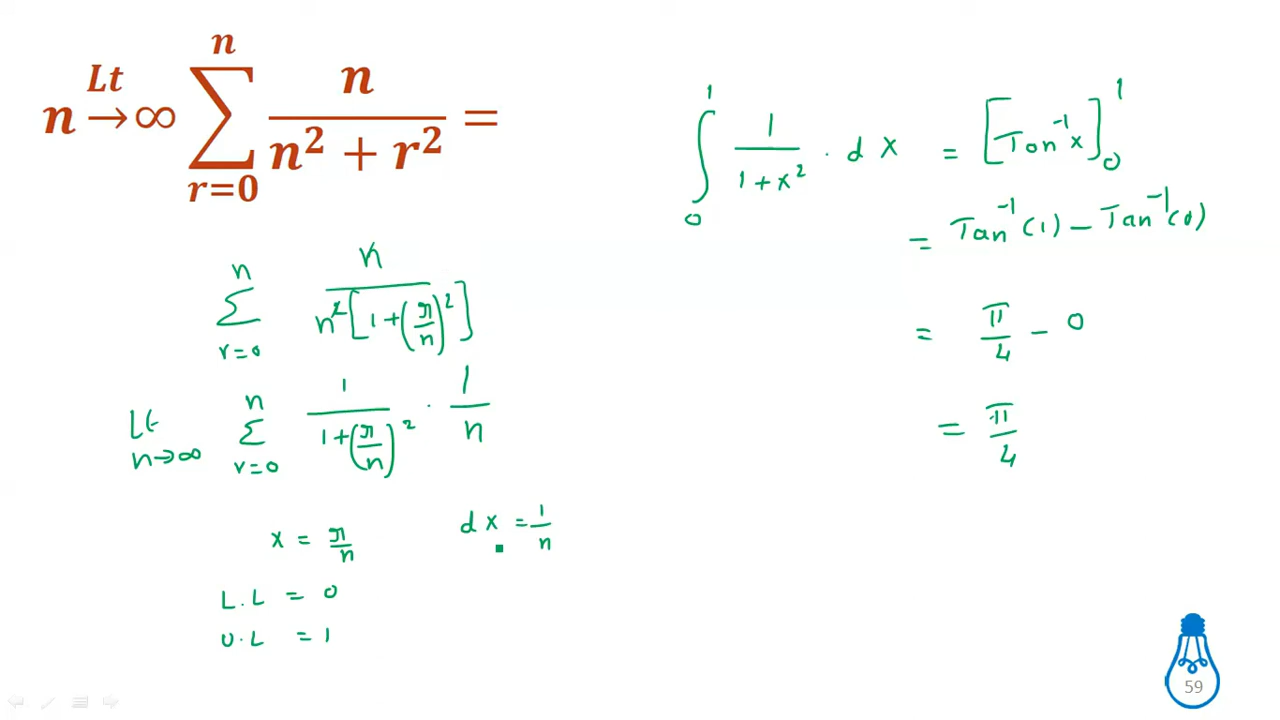 n Lt→∞ ∑_{r=0}^{n} n/(n² + r²) =
∑_{r=0}^{n} n/(n²[1+(r/n)²])
Lt n→∞ ∑_{r=0}^{n} 1/(1+(r/n)²) · 1/n
x = r/n dx = 1/n
L.L = 0
U.L = 1
∫_0^1 1/(1+x²) · dx = [Tan⁻¹x]_0^1
= Tan⁻¹(1) − Tan⁻¹(0)
= π/4 − 0
= π/4
59